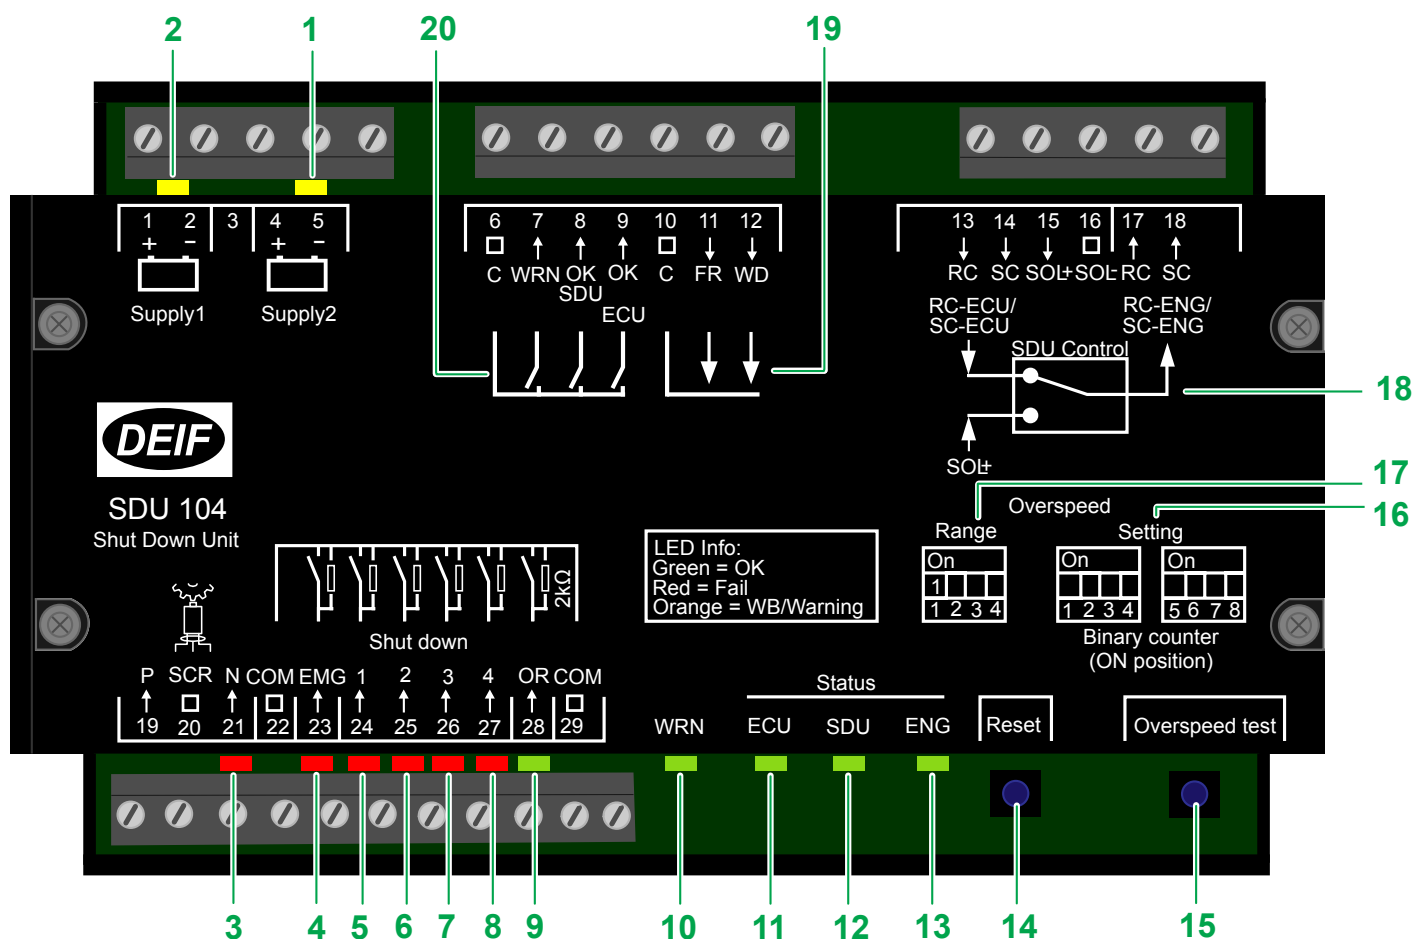 2 1 20 19
1 2 3 4 5
+ - + -
Supply1 Supply2
6 7 8 9 10 11 12
C WRN OK OK C FR WD
SDU
ECU
13 14 15 16 17 18
RC SC SOL+ SOL- RC SC
RC-ECU/ RC-ENG/
SC-ECU SC-ENG
SDU Control
18
SOL+
17
16
DEIF
SDU 104
Shut Down Unit
Overspeed
Range Setting
On On On
1
1 2 3 4 1 2 3 4 5 6 7 8
Binary counter
(ON position)
LED Info:
Green = OK
Red = Fail
Orange = WB/Warning
2kΩ
Shut down
P SCR N COM EMG 1 2 3 4 OR COM
19 20 21 22 23 24 25 26 27 28 29
Status
WRN ECU SDU ENG
Reset Overspeed test
3 4 5 6 7 8 9 10 11 12 13 14 15